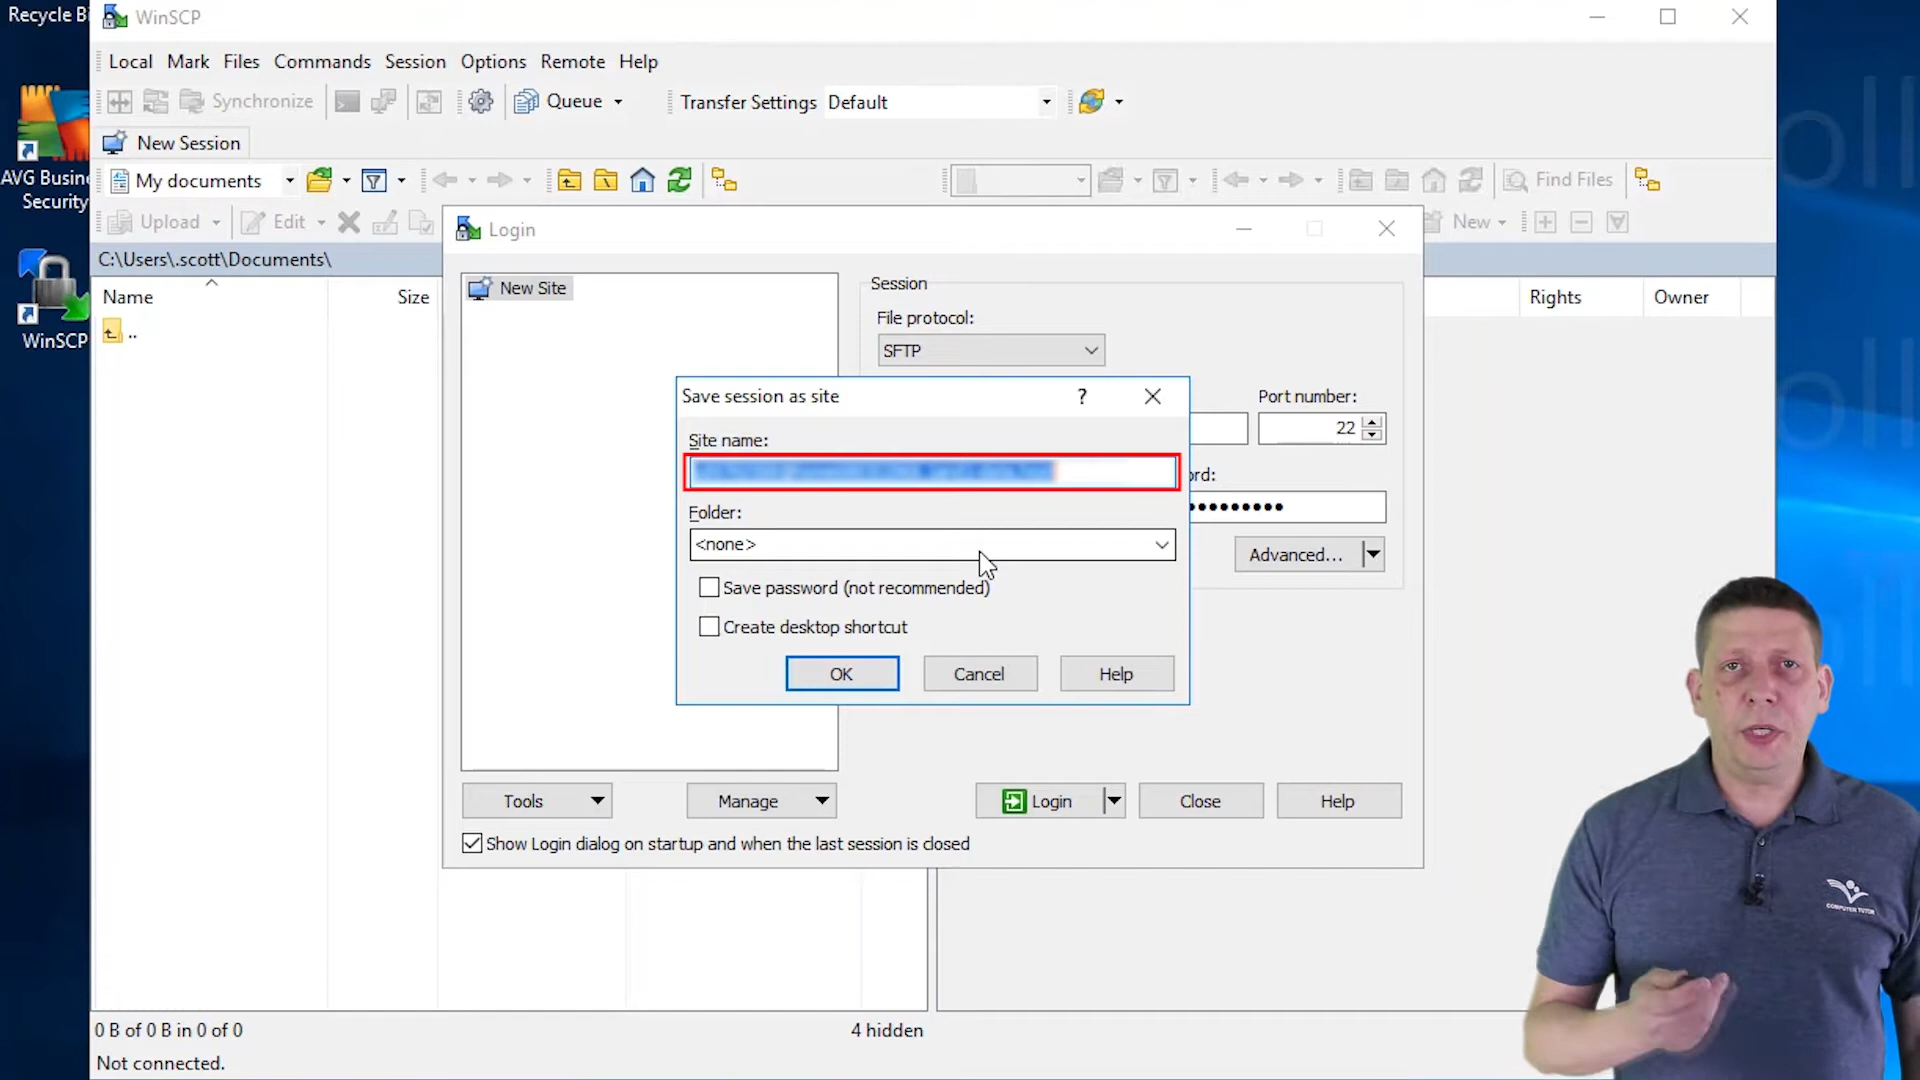 Recycle Bi
WinSCP
Local Mark Files Commands Session Options Remote Help
Synchronize
Queue
Transfer Settings Default
New Session
My documents
Find Files
AVG Busine
Security
Upload
Edit
New
Login
C:\Users\.scott\Documents\
Name
Size
Rights
Owner
..
WinSCP
New Site
Session
File protocol:
SFTP
Port number:
22
rd:
Advanced...
Save session as site
?
Site name:
Folder:
<none>
Save password (not recommended)
Create desktop shortcut
OK
Cancel
Help
Tools
Manage
Login
Close
Help
Show Login dialog on startup and when the last session is closed
COMPUTER TUTOR
0 B of 0 B in 0 of 0
4 hidden
Not connected.